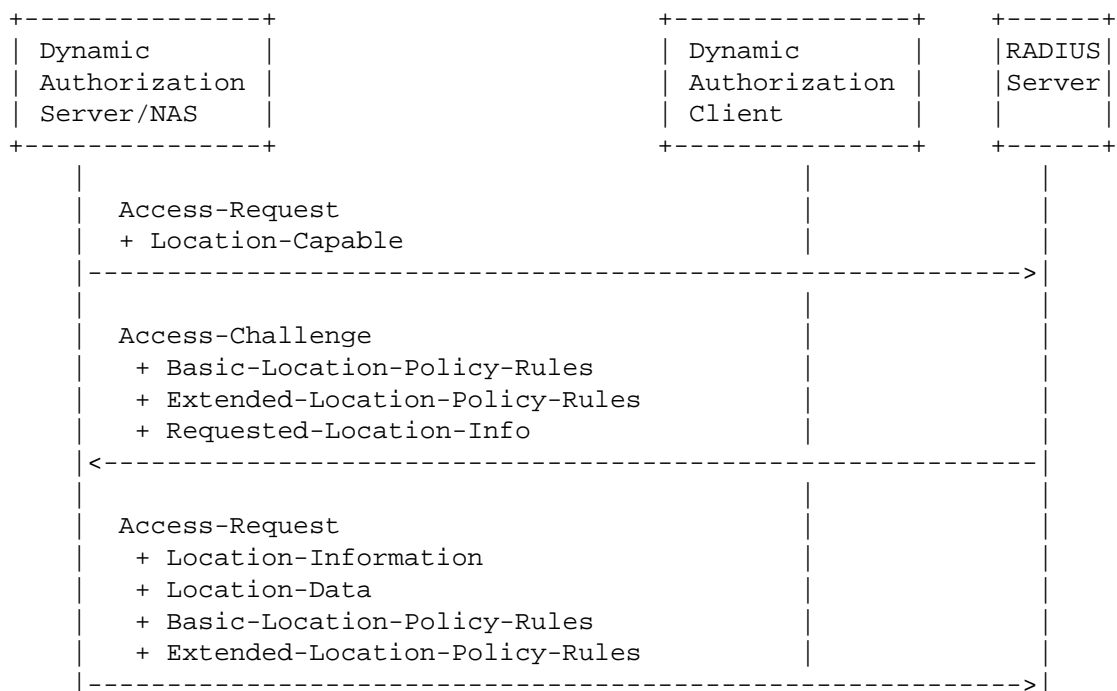 Dynamic Dynamic RADIUS
Authorization Authorization Server
Server/NAS Client
Access-Request
+ Location-Capable
Access-Challenge
+ Basic-Location-Policy-Rules
+ Extended-Location-Policy-Rules
+ Requested-Location-Info
Access-Request
+ Location-Information
+ Location-Data
+ Basic-Location-Policy-Rules
+ Extended-Location-Policy-Rules